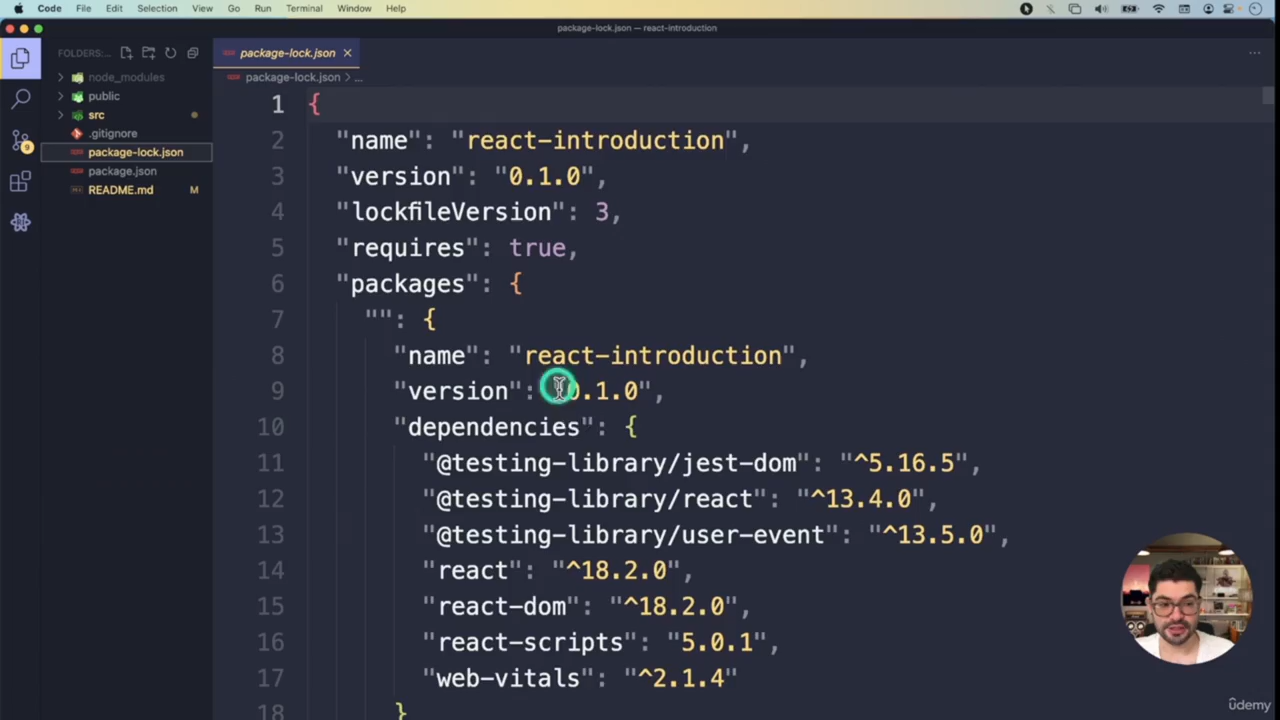 Code File Edit Selection View Go Run Terminal Window Help
package-lock.json — react-introduction
FOLDERS:...
package-lock.json
package-lock.json > ...
node_modules
public
src
.gitignore
package-lock.json
package.json
README.md M
9
1 {
2 "name": "react-introduction",
3 "version": "0.1.0",
4 "lockfileVersion": 3,
5 "requires": true,
6 "packages": {
7 "": {
8 "name": "react-introduction",
9 "version": "0.1.0",
10 "dependencies": {
11 "@testing-library/jest-dom": "^5.16.5",
12 "@testing-library/react": "^13.4.0",
13 "@testing-library/user-event": "^13.5.0",
14 "react": "^18.2.0",
15 "react-dom": "^18.2.0",
16 "react-scripts": "5.0.1",
17 "web-vitals": "^2.1.4"
18 }
ûdemy